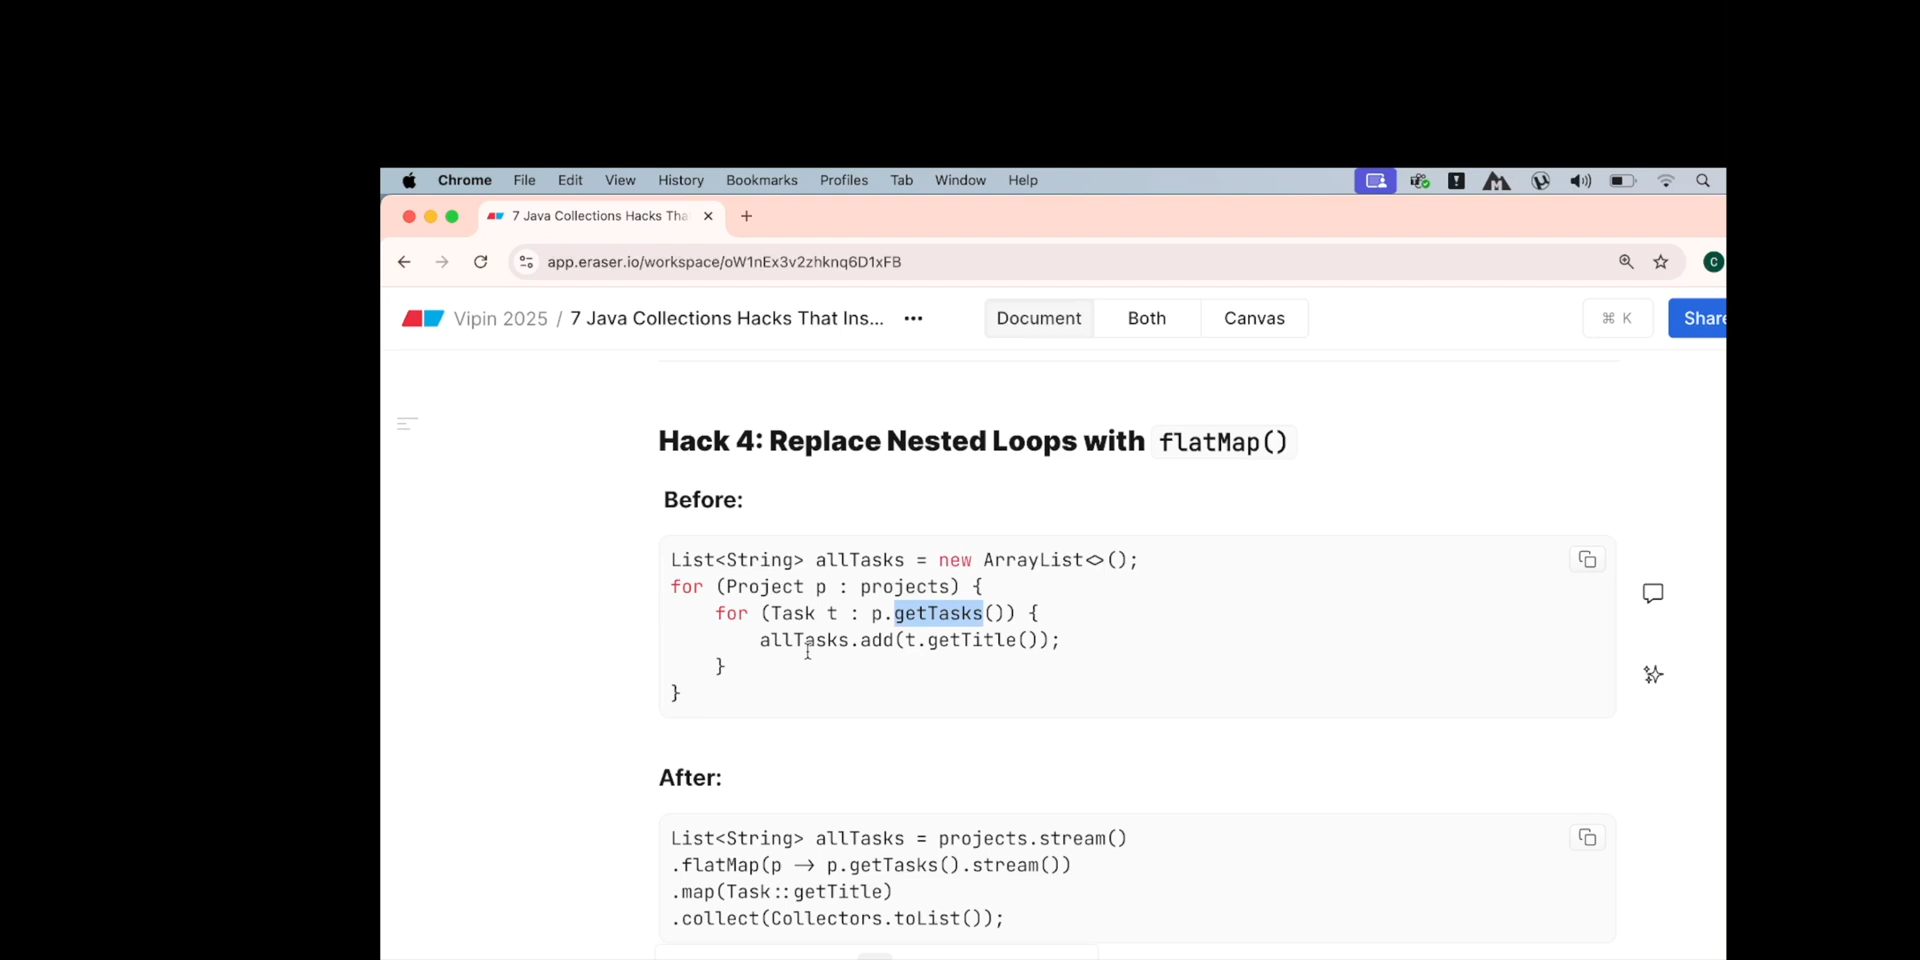 Chrome File Edit View History Bookmarks Profiles Tab Window Help
7 Java Collections Hacks Tha
app.eraser.io/workspace/oW1nEx3v2zhknq6D1xFB
C
Vipin 2025 / 7 Java Collections Hacks That Ins... ••• Document Both Canvas ⌘ K Share
Hack 4: Replace Nested Loops with flatMap()
Before:
List<String> allTasks = new ArrayList<>();
for (Project p : projects) {
    for (Task t : p.getTasks()) {
        allTasks.add(t.getTitle());
    }
}
After:
List<String> allTasks = projects.stream()
.flatMap(p -> p.getTasks().stream())
.map(Task::getTitle)
.collect(Collectors.toList());